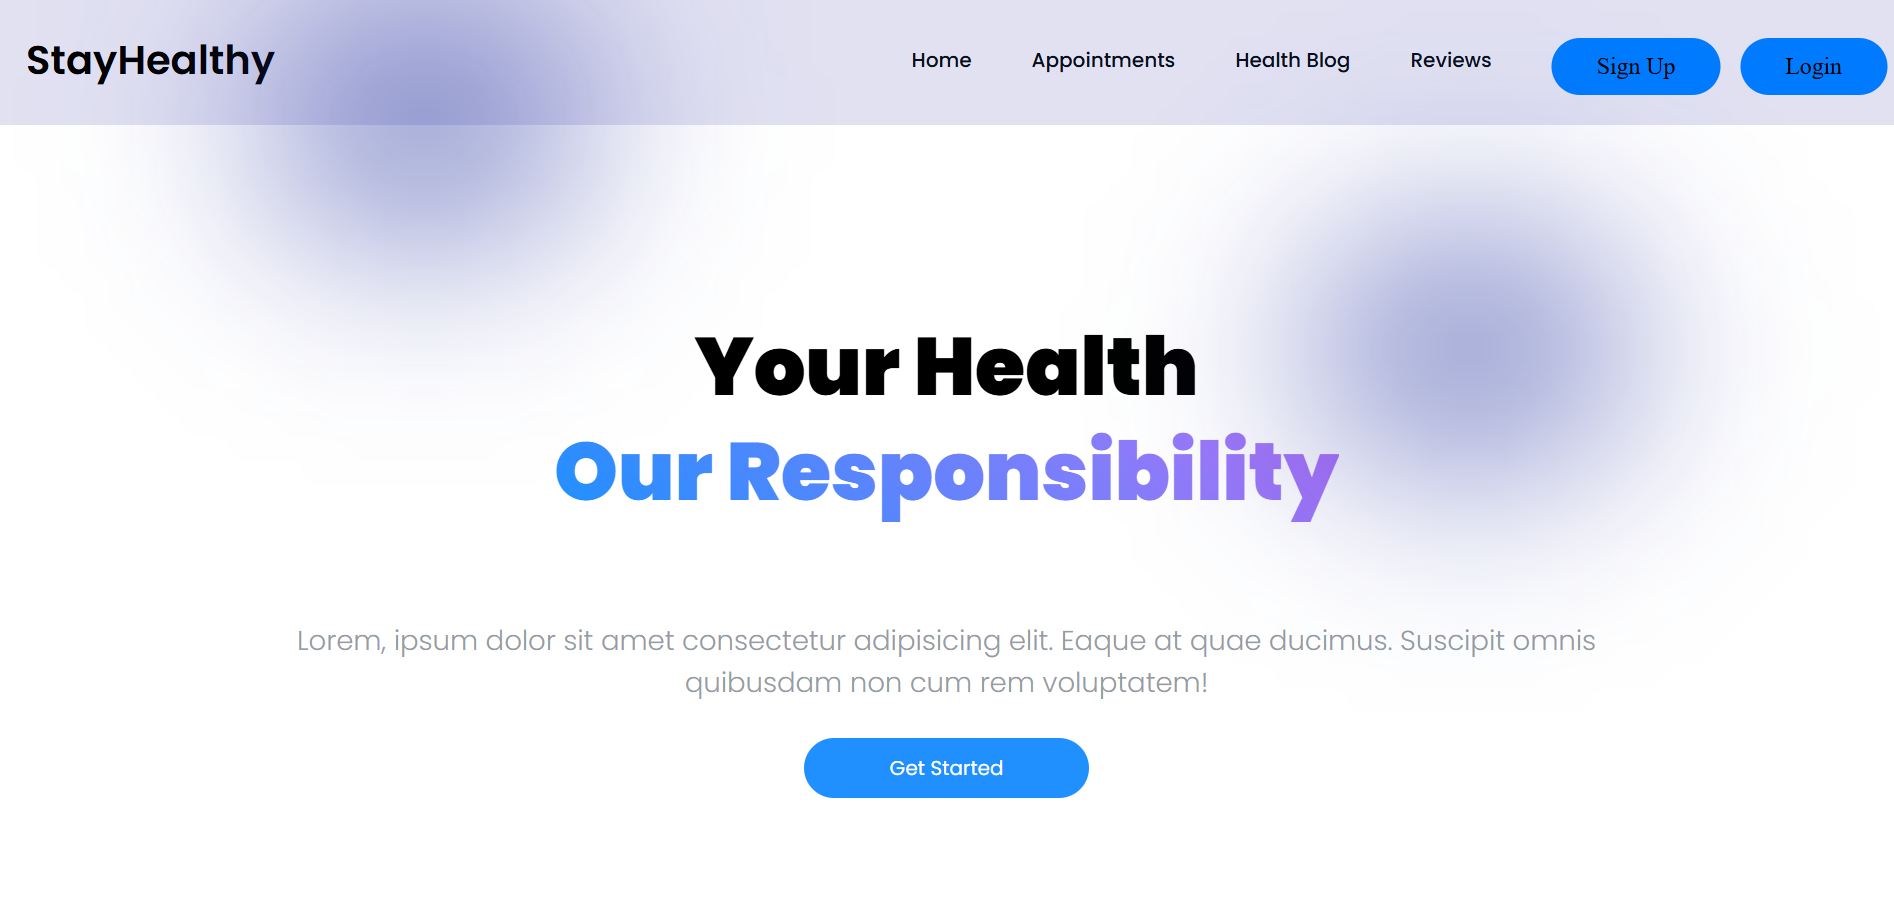 StayHealthy
Home
Appointments
Health Blog
Reviews
Sign Up
Login
Your Health
Our Responsibility
Lorem, ipsum dolor sit amet consectetur adipisicing elit. Eaque at quae ducimus. Suscipit omnis
quibusdam non cum rem voluptatem!
Get Started